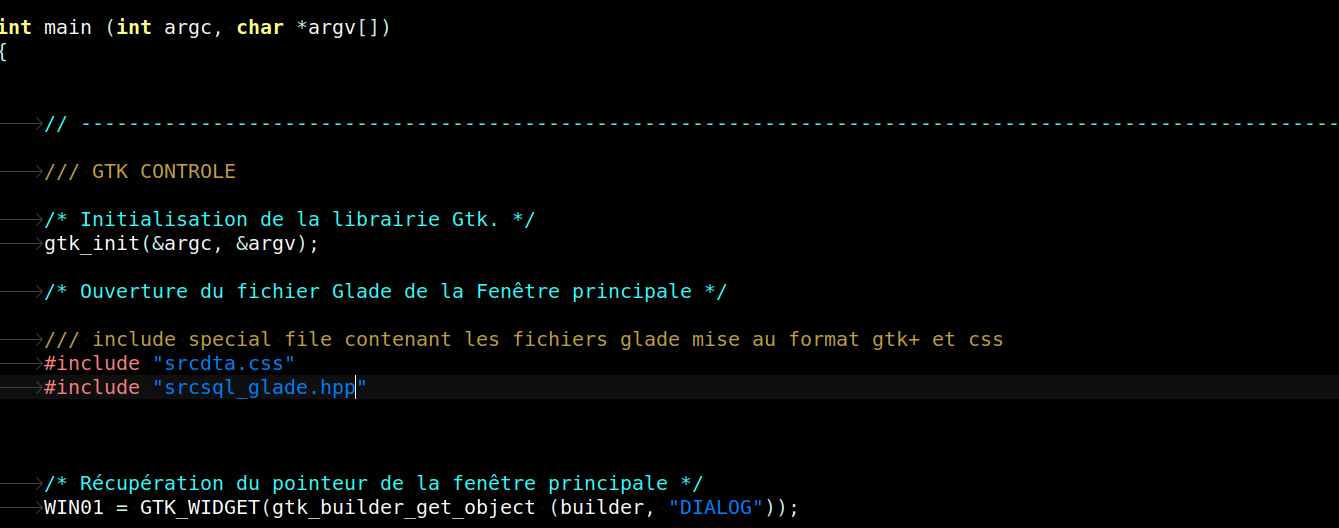 int main (int argc, char *argv[])
{
// ---------------------------------------------------------------------------------------------------------
/// GTK CONTROLE
/* Initialisation de la librairie Gtk. */
gtk_init(&argc, &argv);
/* Ouverture du fichier Glade de la Fenêtre principale */
/// include special file contenant les fichiers glade mise au format gtk+ et css
#include "srcdta.css"
#include "srcsql_glade.hpp"
/* Récupération du pointeur de la fenêtre principale */
WIN01 = GTK_WIDGET(gtk_builder_get_object (builder, "DIALOG"));